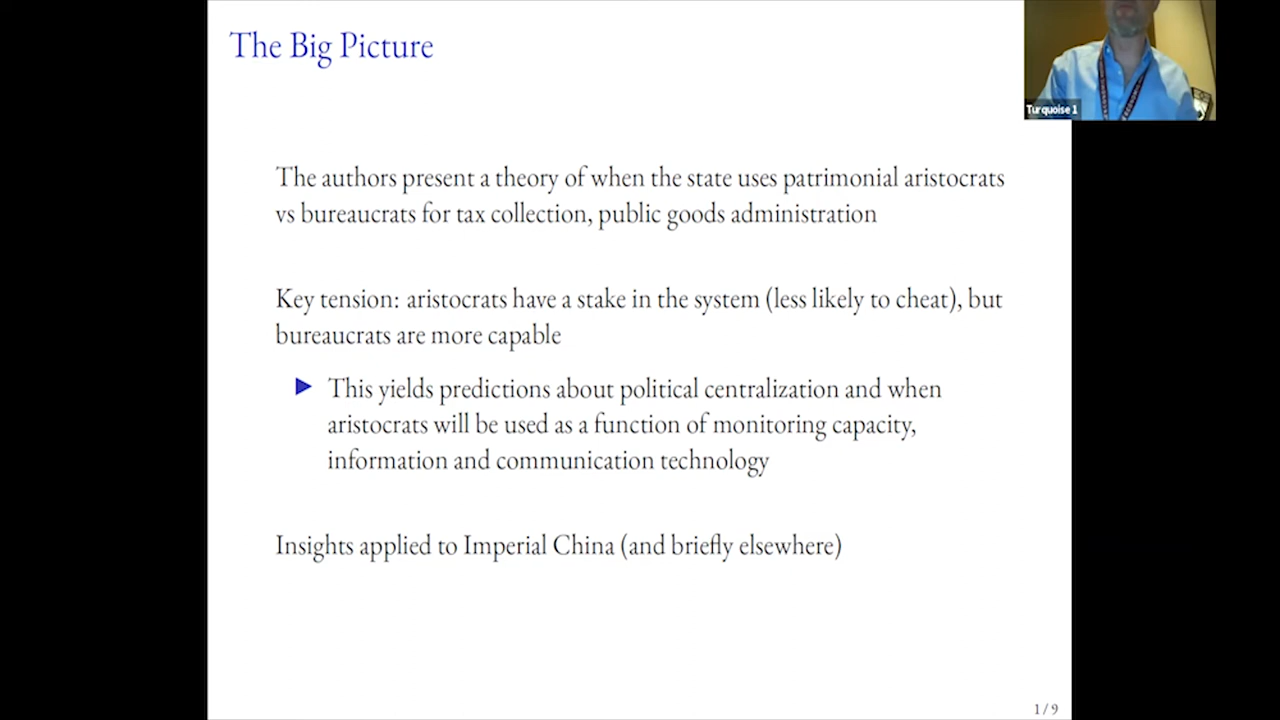 The Big Picture
Turquoise 1
The authors present a theory of when the state uses patrimonial aristocrats
vs bureaucrats for tax collection, public goods administration
Key tension: aristocrats have a stake in the system (less likely to cheat), but
bureaucrats are more capable
This yields predictions about political centralization and when
aristocrats will be used as a function of monitoring capacity,
information and communication technology
Insights applied to Imperial China (and briefly elsewhere)
1 / 9